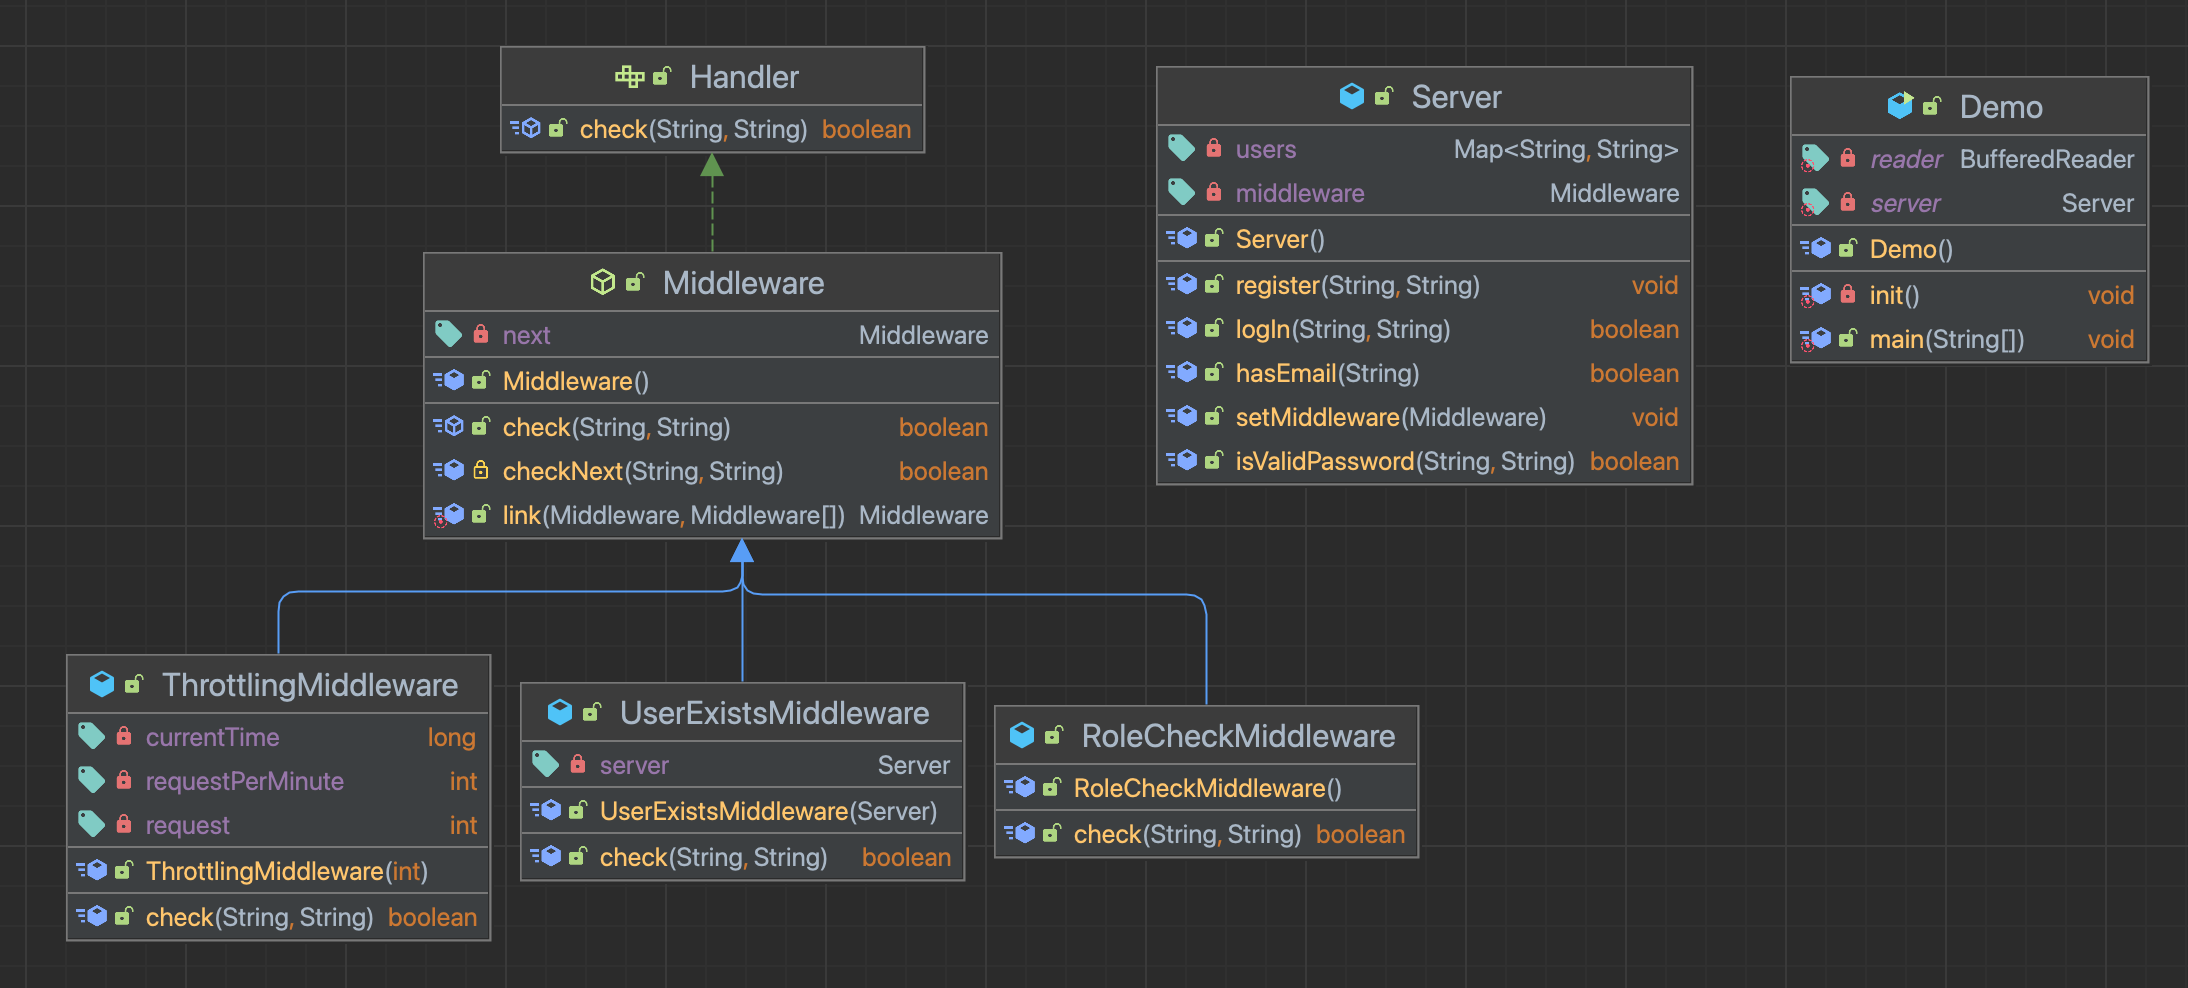 Handler
check(String, String) boolean
Middleware
next Middleware
Middleware()
check(String, String) boolean
checkNext(String, String) boolean
link(Middleware, Middleware[]) Middleware
Server
users Map<String, String>
middleware Middleware
Server()
register(String, String) void
logIn(String, String) boolean
hasEmail(String) boolean
setMiddleware(Middleware) void
isValidPassword(String, String) boolean
Demo
reader BufferedReader
server Server
Demo()
init() void
main(String[]) void
ThrottlingMiddleware
currentTime long
requestPerMinute int
request int
ThrottlingMiddleware(int)
check(String, String) boolean
UserExistsMiddleware
server Server
UserExistsMiddleware(Server)
check(String, String) boolean
RoleCheckMiddleware
RoleCheckMiddleware()
check(String, String) boolean